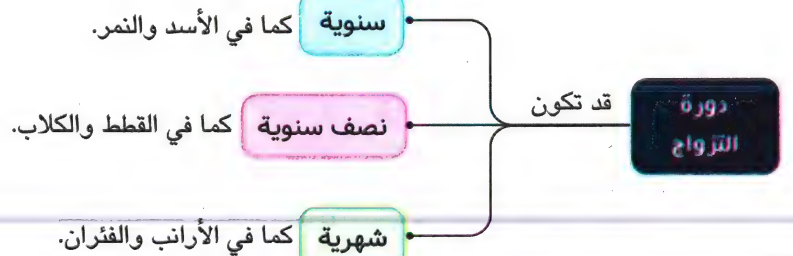 دورة
التزواج
قد تكون
سنوية كما في الأسد والنمر.
نصف سنوية كما في القطط والكلاب.
شهرية كما في الأرانب والفئران.